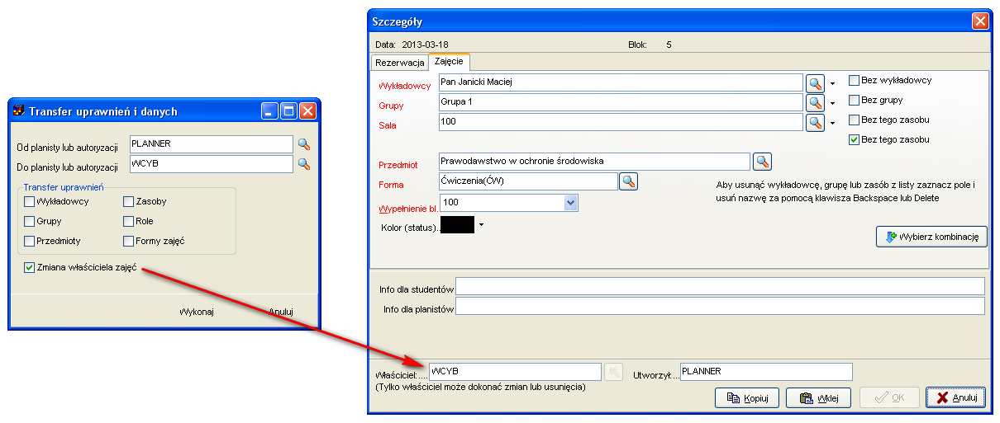 Transfer uprawnień i danych
Od planisty lub autoryzacji PLANNER
Do planisty lub autoryzacji WCYB
Transfer uprawnień
Wykładowcy Zasoby
Grupy Role
Przedmioty Formy zajęć
Zmiana właściciela zajęć
Wykonaj Anuluj
Szczegóły
Data: 2013-03-18 Blok: 5
Rezerwacja Zajęcie
Wykładowcy Pan Janicki Maciej Bez wykładowcy
Grupy Grupa 1 Bez grupy
Sala 100 Bez tego zasobu
Bez tego zasobu
Przedmiot Prawodawstwo w ochronie środowiska
Forma Ćwiczenia(ĆW) Aby usunąć wykładowcę, grupę lub zasób z listy zaznacz pole i
usuń nazwę za pomocą klawisza Backspace lub Delete
Wypełnienie bl. 100
Kolor (status)..
Wybierz kombinację
Info dla studentów
Info dla planistów
Właściciel:.... WCYB Utworzył:... PLANNER
(Tylko właściciel może dokonać zmian lub usunięcia)
Kopiuj Wklej OK Anuluj